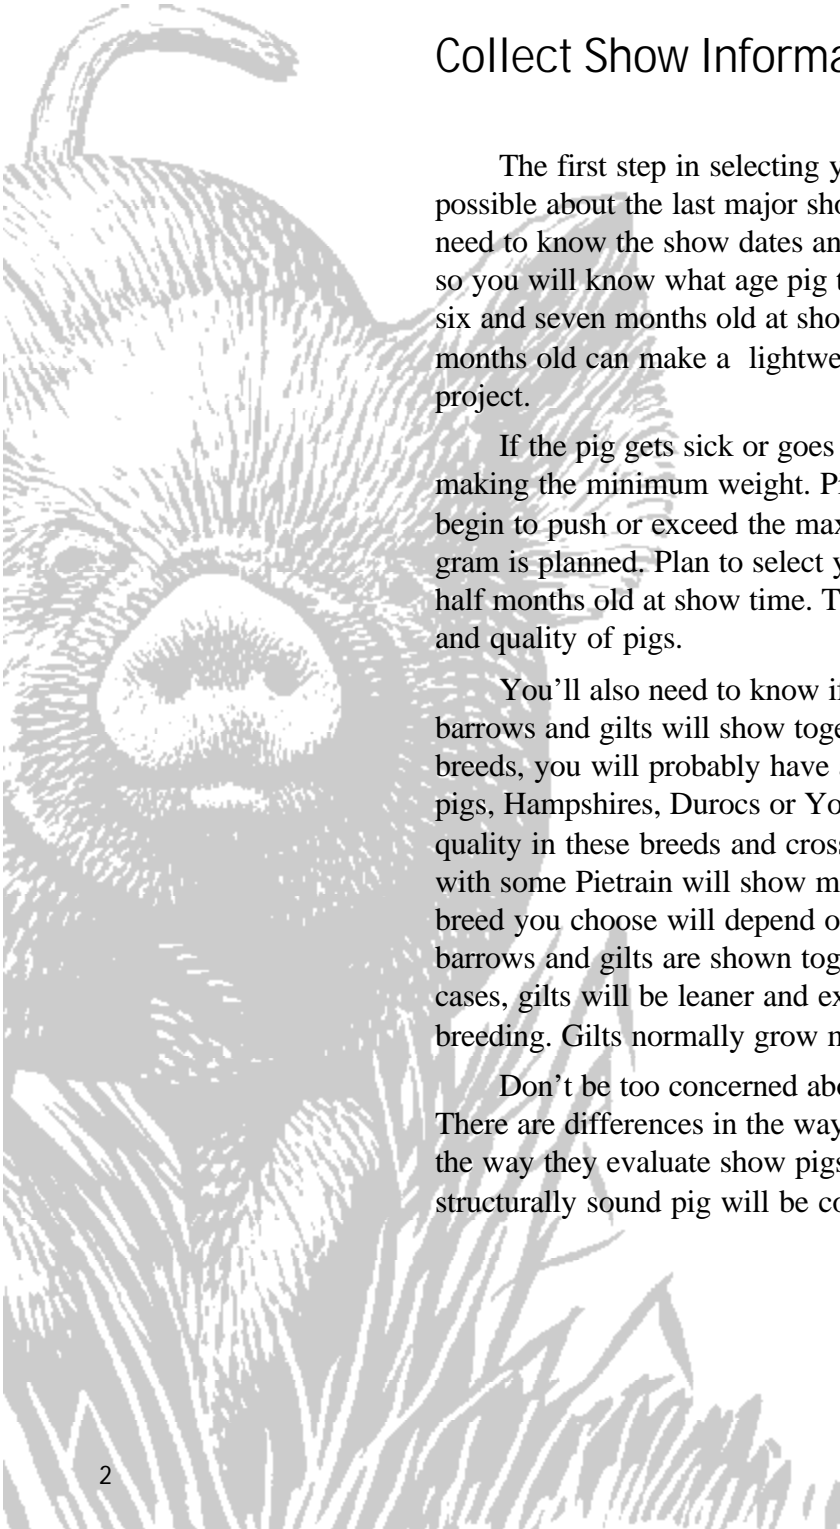 Collect Show Informa
The first step in selecting y
possible about the last major sho
need to know the show dates an
so you will know what age pig t
six and seven months old at sho
months old can make a lightwe
project.
If the pig gets sick or goes
making the minimum weight. Pi
begin to push or exceed the max
gram is planned. Plan to select y
half months old at show time. T
and quality of pigs.
You’ll also need to know if
barrows and gilts will show toge
breeds, you will probably have a
pigs, Hampshires, Durocs or Yo
quality in these breeds and cross
with some Pietrain will show m
breed you choose will depend o
barrows and gilts are shown tog
cases, gilts will be leaner and ex
breeding. Gilts normally grow m
Don’t be too concerned abo
There are differences in the way
the way they evaluate show pigs
structurally sound pig will be co
2